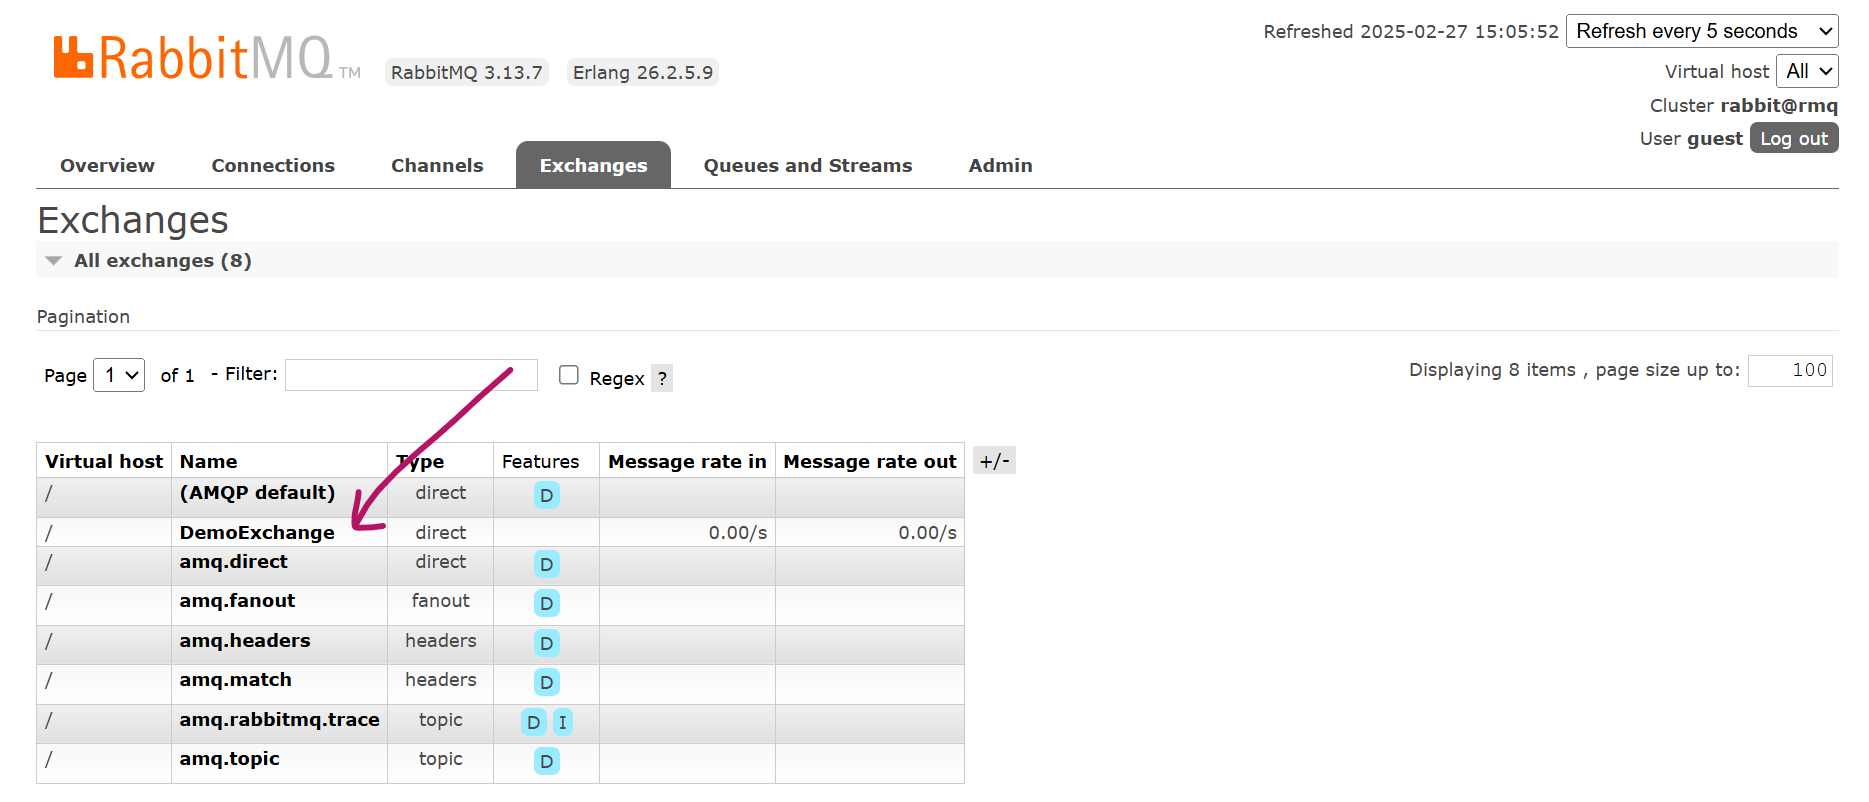 RabbitMQ TM RabbitMQ 3.13.7 Erlang 26.2.5.9
Refreshed 2025-02-27 15:05:52 Refresh every 5 seconds
Virtual host All
Cluster rabbit@rmq
User guest Log out
Overview Connections Channels Exchanges Queues and Streams Admin
Exchanges
All exchanges (8)
Pagination
Page 1 of 1 - Filter: Regex ? Displaying 8 items , page size up to: 100
Virtual host Name Type Features Message rate in Message rate out +/-
/ (AMQP default) direct D
/ DemoExchange direct 0.00/s 0.00/s
/ amq.direct direct D
/ amq.fanout fanout D
/ amq.headers headers D
/ amq.match headers D
/ amq.rabbitmq.trace topic D I
/ amq.topic topic D